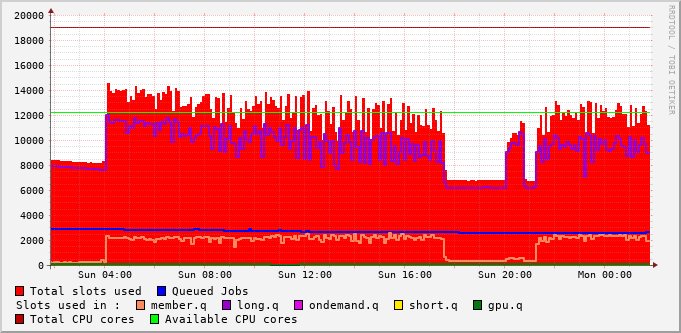 20000
18000
16000
14000
12000
10000
8000
6000
4000
2000
0
Sun 04:00 Sun 08:00 Sun 12:00 Sun 16:00 Sun 20:00 Mon 00:00
RRDTOOL / TOBI OETIKER
Total slots used Queued Jobs
Slots used in : member.q long.q ondemand.q short.q gpu.q
Total CPU cores Available CPU cores